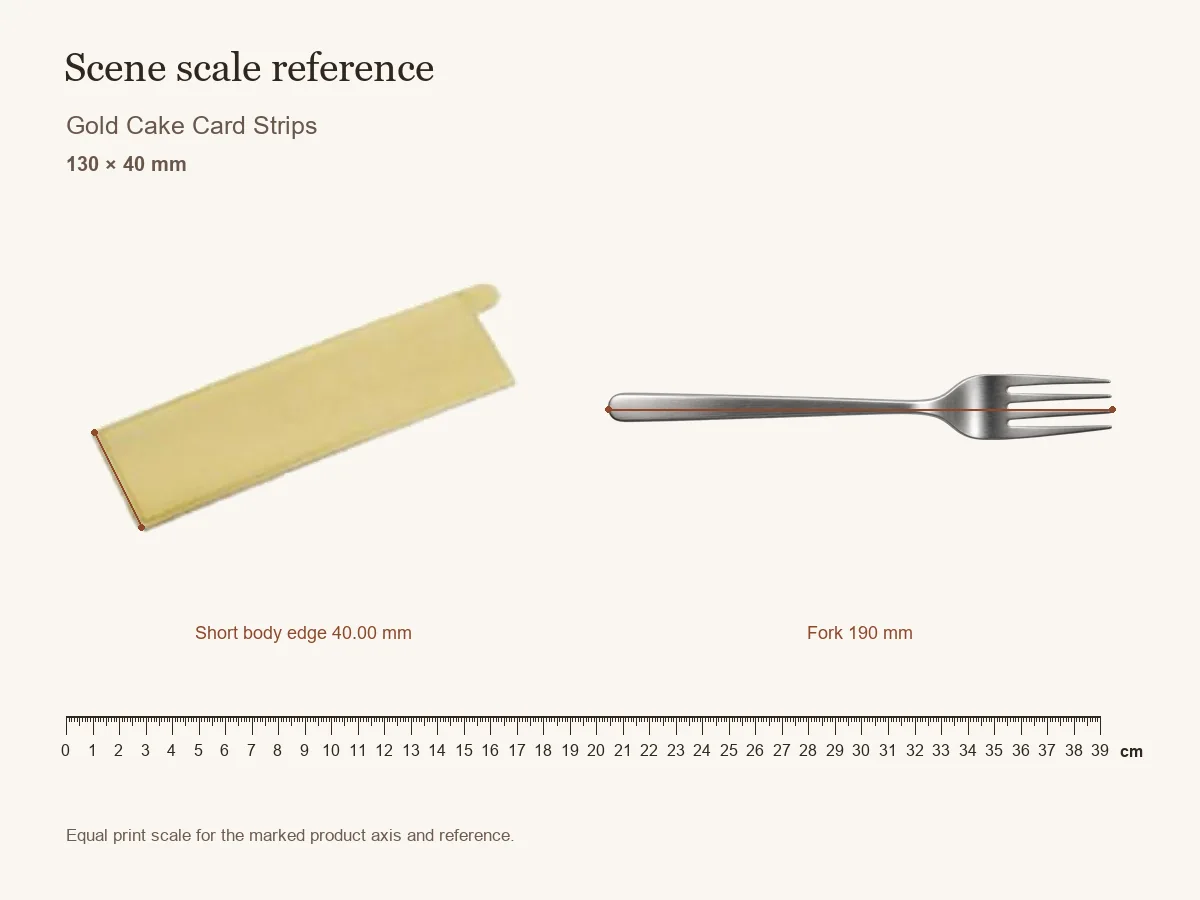 Scene scale reference
Gold Cake Card Strips
130 × 40 mm
Short body edge 40.00 mm
Fork 190 mm
0 1 2 3 4 5 6 7 8 9 10 11 12 13 14 15 16 17 18 19 20 21 22 23 24 25 26 27 28 29 30 31 32 33 34 35 36 37 38 39 cm
Equal print scale for the marked product axis and reference.